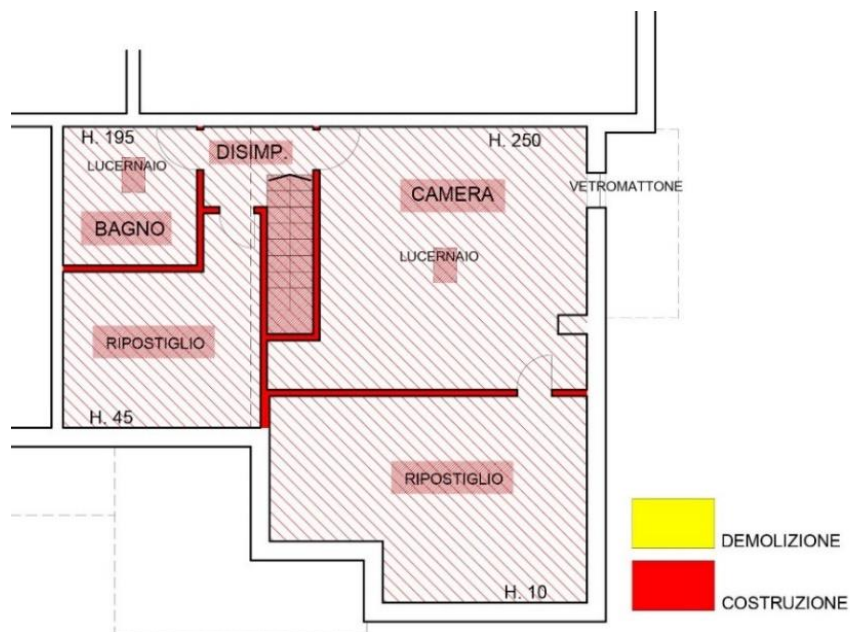 H. 195
DISIMP.
H. 250
LUCERNAIO
VETROMATTONE
CAMERA
BAGNO
LUCERNAIO
RIPOSTIGLIO
H. 45
RIPOSTIGLIO
DEMOLIZIONE
H. 10
COSTRUZIONE